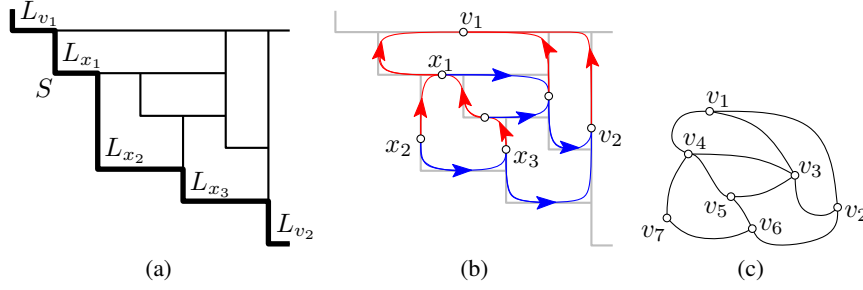 L_{v_1}
L_{x_1}
S
L_{x_2}
L_{x_3}
L_{v_2}
(a)
v_1
x_1
x_2
x_3
v_2
(b)
v_1
v_4
v_3
v_5
v_2
v_7
v_6
(c)